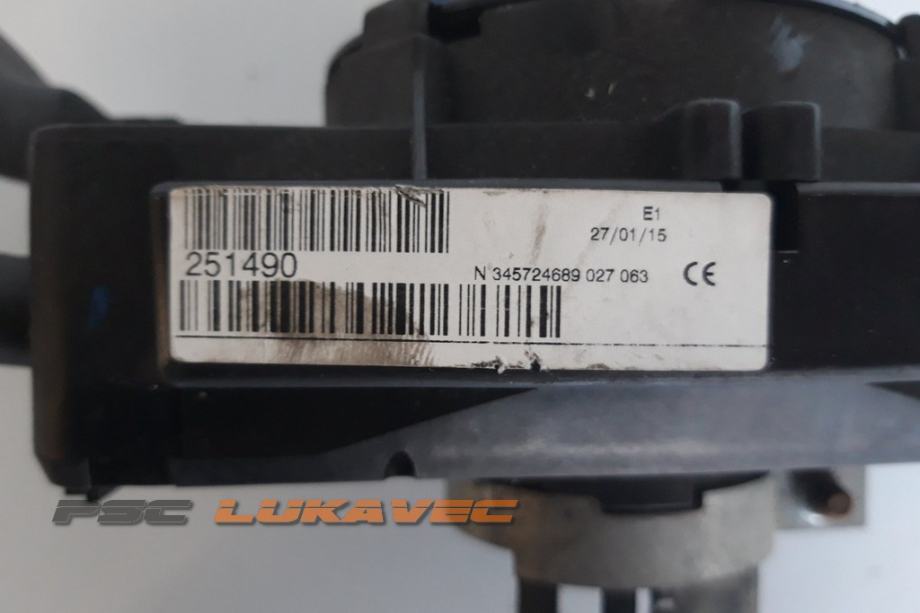 E1
27/01/15
251490
N 345724689 027 063
CE
PSC LUKAVEC